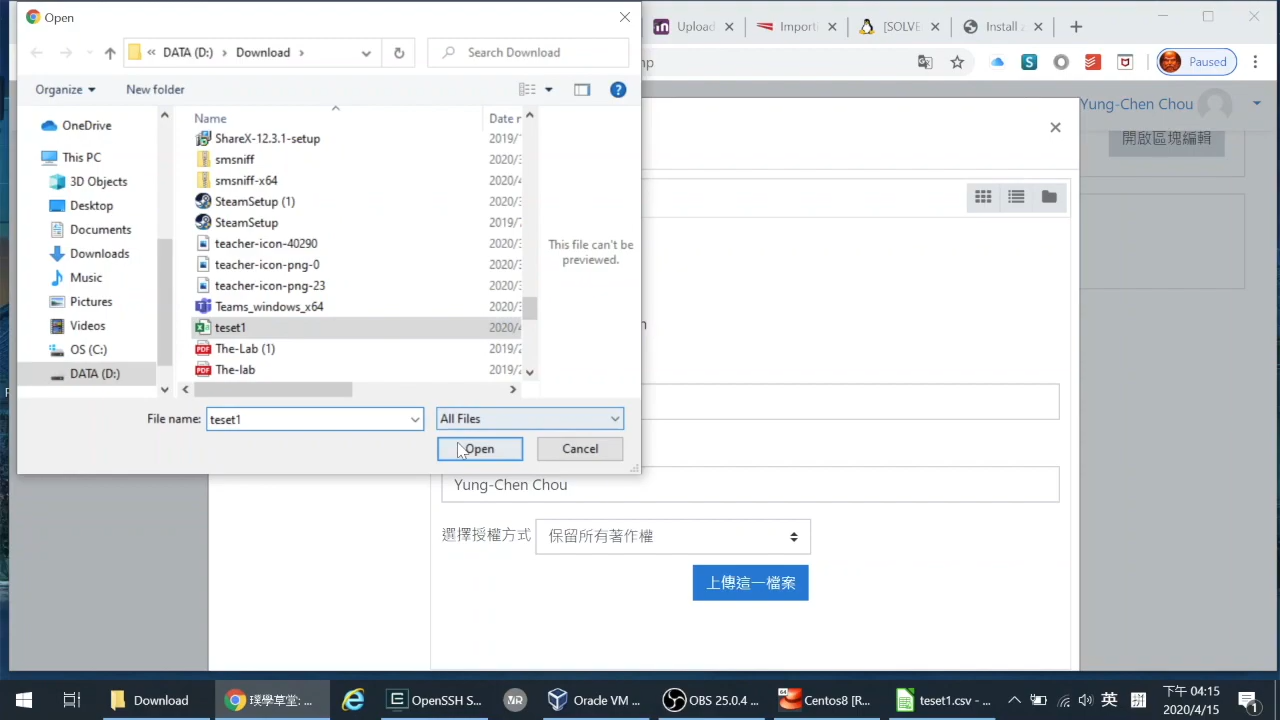 Open
Upload
Import
[SOLVE
Install
DATA (D:)
Download
Search Download
Paused
Organize
New folder
OneDrive
This PC
3D Objects
Desktop
Documents
Downloads
Music
Pictures
Videos
OS (C:)
DATA (D:)
Name
ShareX-12.3.1-setup
smsniff
smsniff-x64
SteamSetup (1)
SteamSetup
teacher-icon-40290
teacher-icon-png-0
teacher-icon-png-23
Teams_windows_x64
teset1
The-Lab (1)
The-lab
This file can't be
previewed.
File name:
teset1
All Files
Open
Cancel
Yung-Chen Chou
開啟區塊編輯
Yung-Chen Chou
選擇授權方式
保留所有著作權
上傳這一檔案
Download
璞學草堂: ...
OpenSSH S...
Oracle VM ...
OBS 25.0.4 ...
Centos8 [R...
teset1.csv - ...
英
下午 04:15
2020/4/15